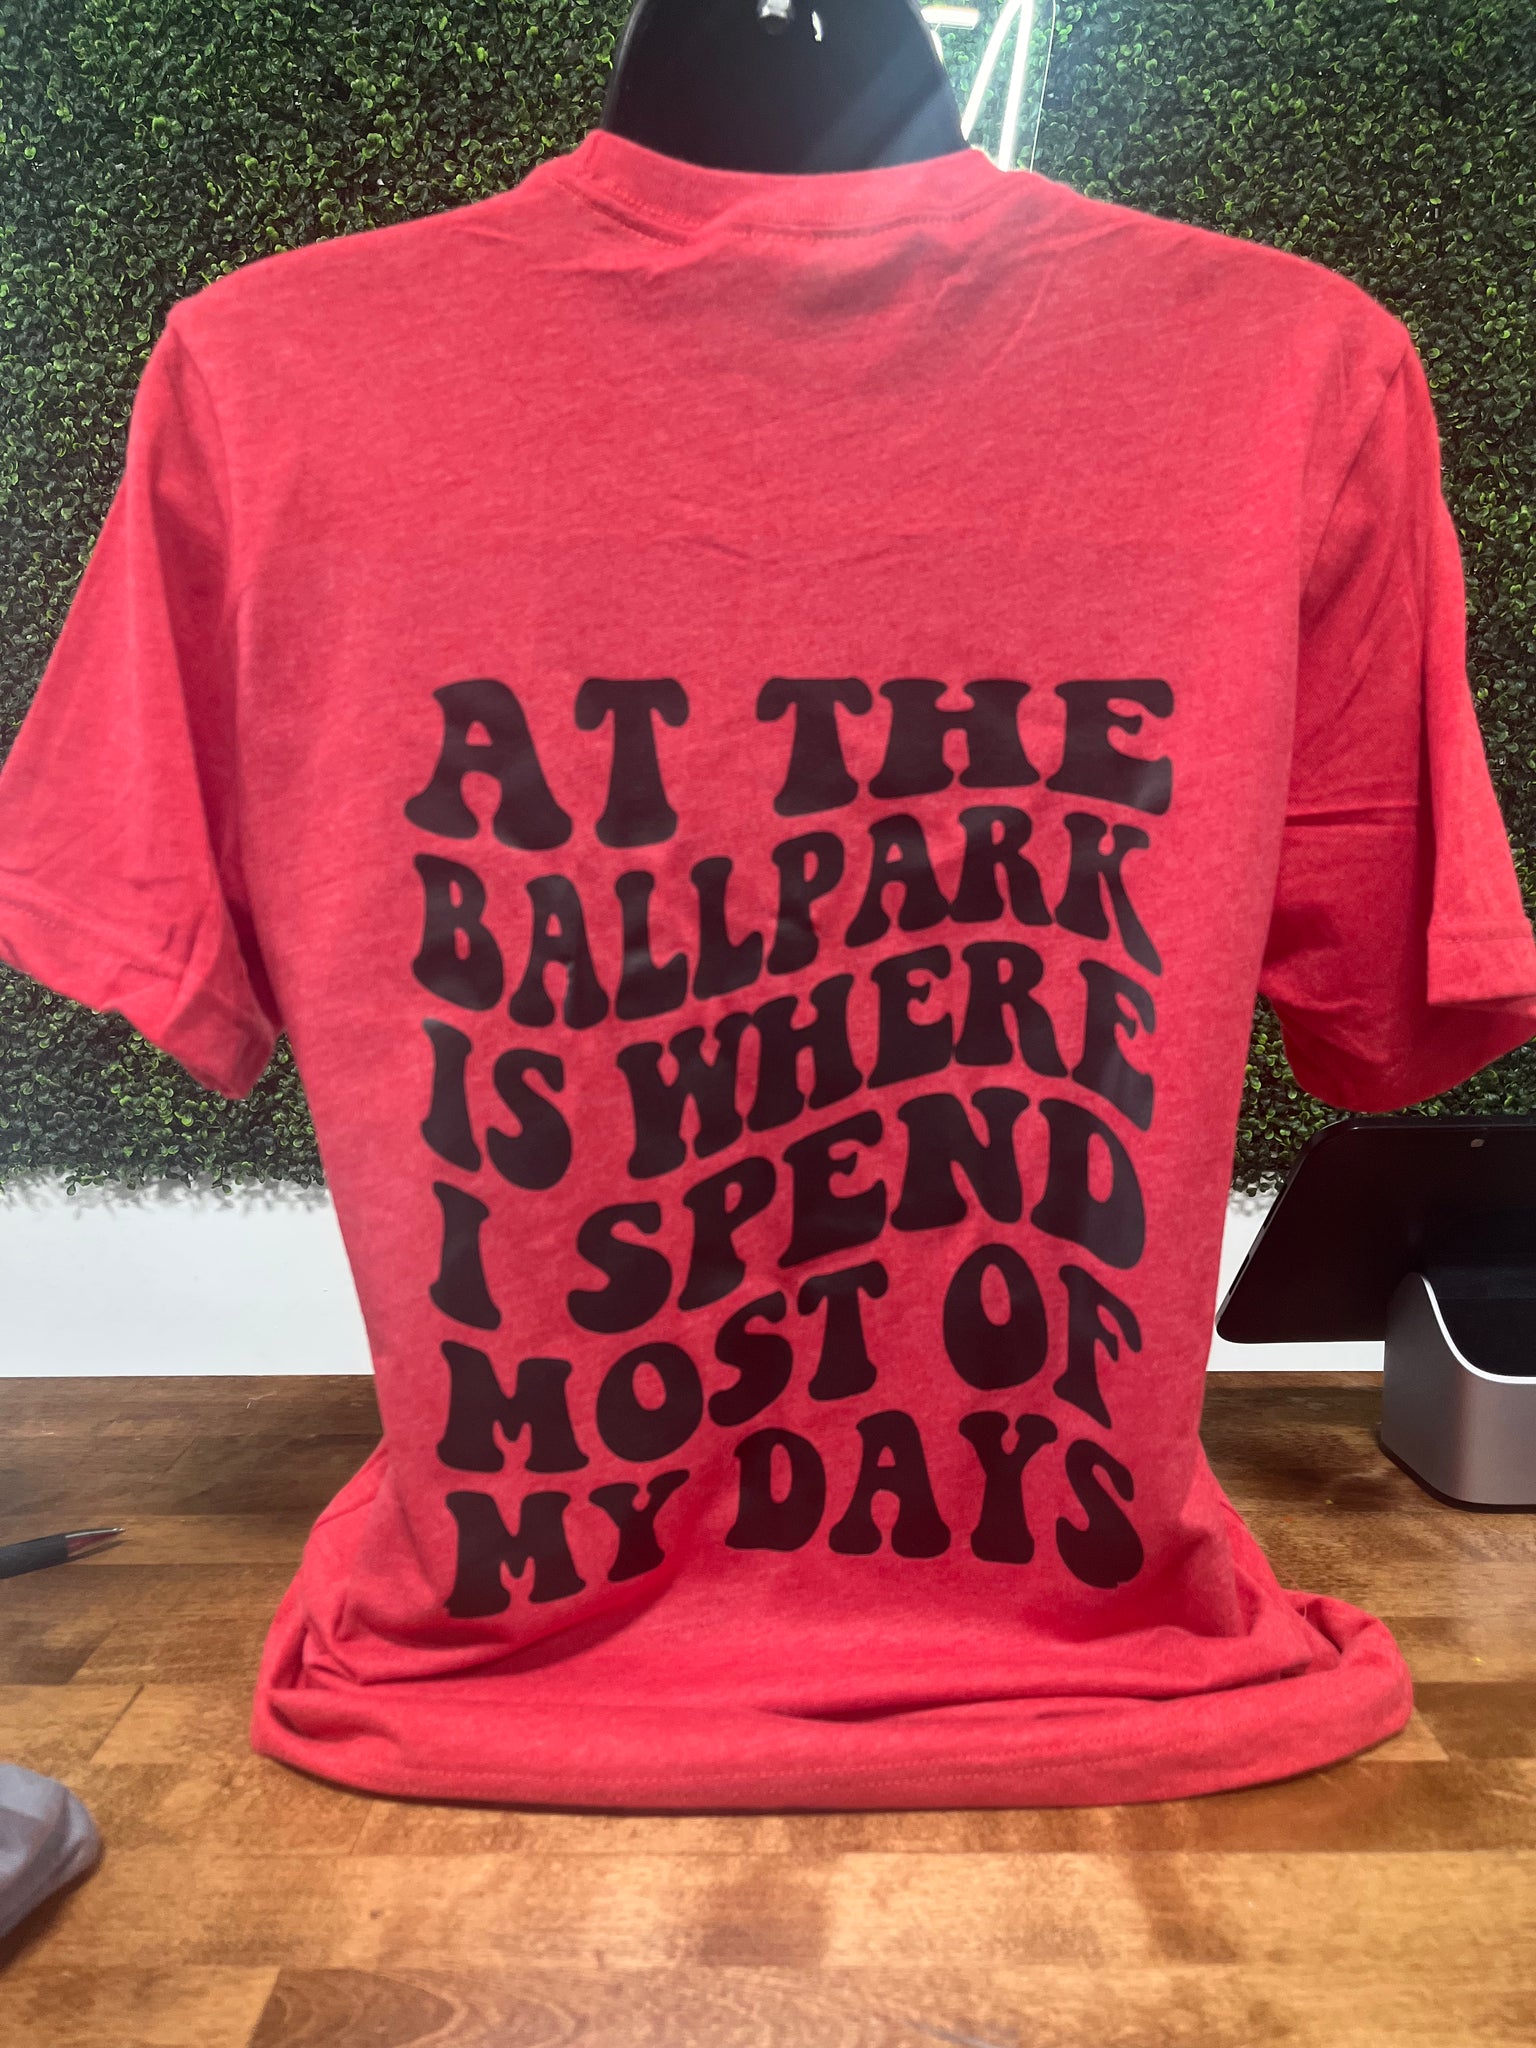 AT THE
BALLPARK
IS WHERE
I SPEND
MOST OF
MY DAYS